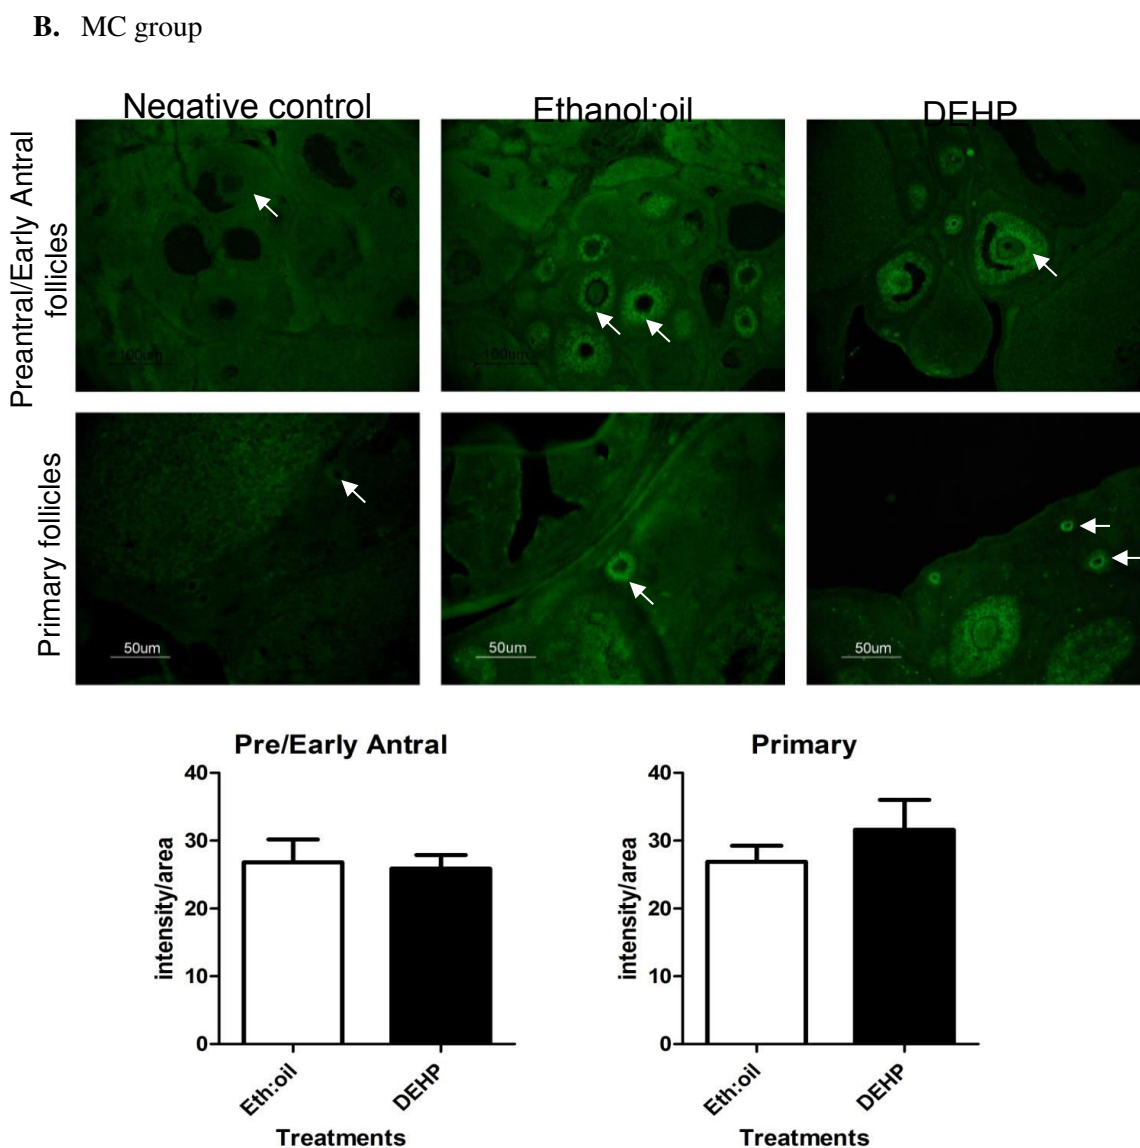 B. MC group
Negative control
Ethanol:oil
DEHP
Preantral/Early Antral
follicles
100um
100um
Primary follicles
50um
50um
50um
Pre/Early Antral
40
30
20
10
0
intensity/area
Eth:oil
DEHP
Treatments
Primary
40
30
20
10
0
intensity/area
Eth:oil
DEHP
Treatments